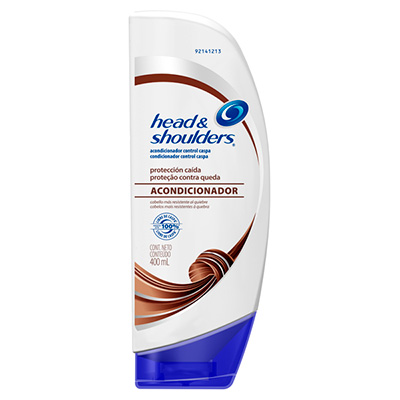 92141213
head &
shoulders
acondicionador control caspa
condicionador control caspa
protección caída
proteção contra queda
ACONDICIONADOR
cabello más resistente al quiebre
cabelos mais resistentes à quebra
100%
CONT. NETO
CONTEÚDO
400 mL